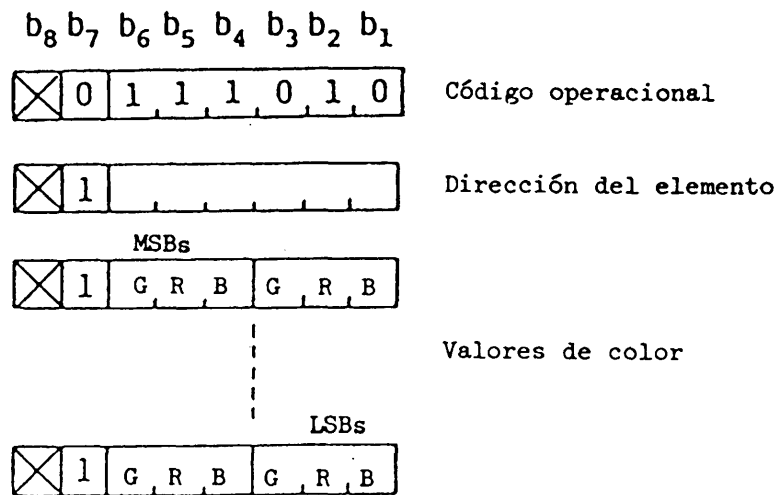 b8 b7 b6 b5 b4 b3 b2 b1
0 1 1 1 0 1 0 Código operacional
1 Dirección del elemento
MSBs
1 G R B G R B
Valores de color
LSBs
1 G R B G R B